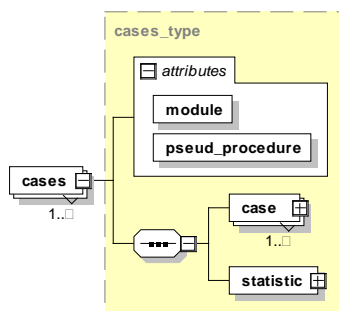 cases_type
attributes
module
pseud_procedure
cases
1..□
case
1..□
statistic